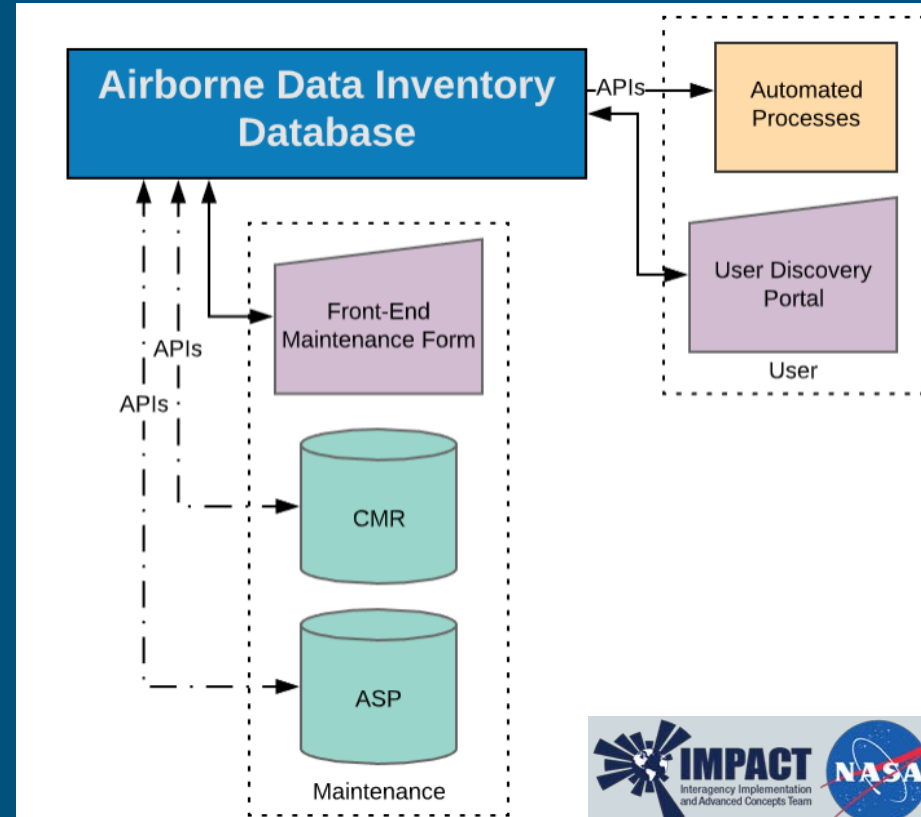 Airborne Data Inventory
Database
APIs
Automated
Processes
User Discovery
Portal
User
Front-End
Maintenance Form
APIs
APIs
CMR
ASP
Maintenance
IMPACT
Interagency Implementation
and Advanced Concepts Team
NASA